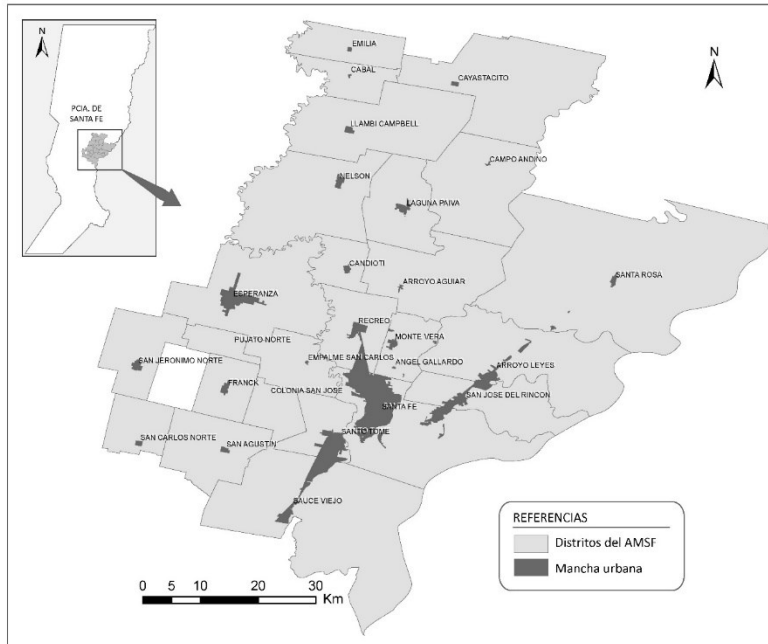 N
PCIA. DE
SANTA FE
N
EMILIA
CABAL
CAYASTACITO
LLAMBI CAMPBELL
CAMPO ANDINO
NELSON
LAGUNA PAIVA
CANDIOTI
SANTA ROSA
ARROYO AGUIAR
ESPERANZA
RECREO
PUJATO NORTE
MONTE VERA
EMPALME SAN CARLOS
SAN JERONIMO NORTE
ANGEL GALLARDO
ARROYO LEYES
FRANCK
COLONIA SAN JOSE
SAN JOSE DEL RINCON
SANTA FE
SANTO TOME
SAN CARLOS NORTE
SAN AGUSTÍN
SAUCE VIEJO
REFERENCIAS
Distritos del AMSF
Mancha urbana
0 5 10 20 30
Km